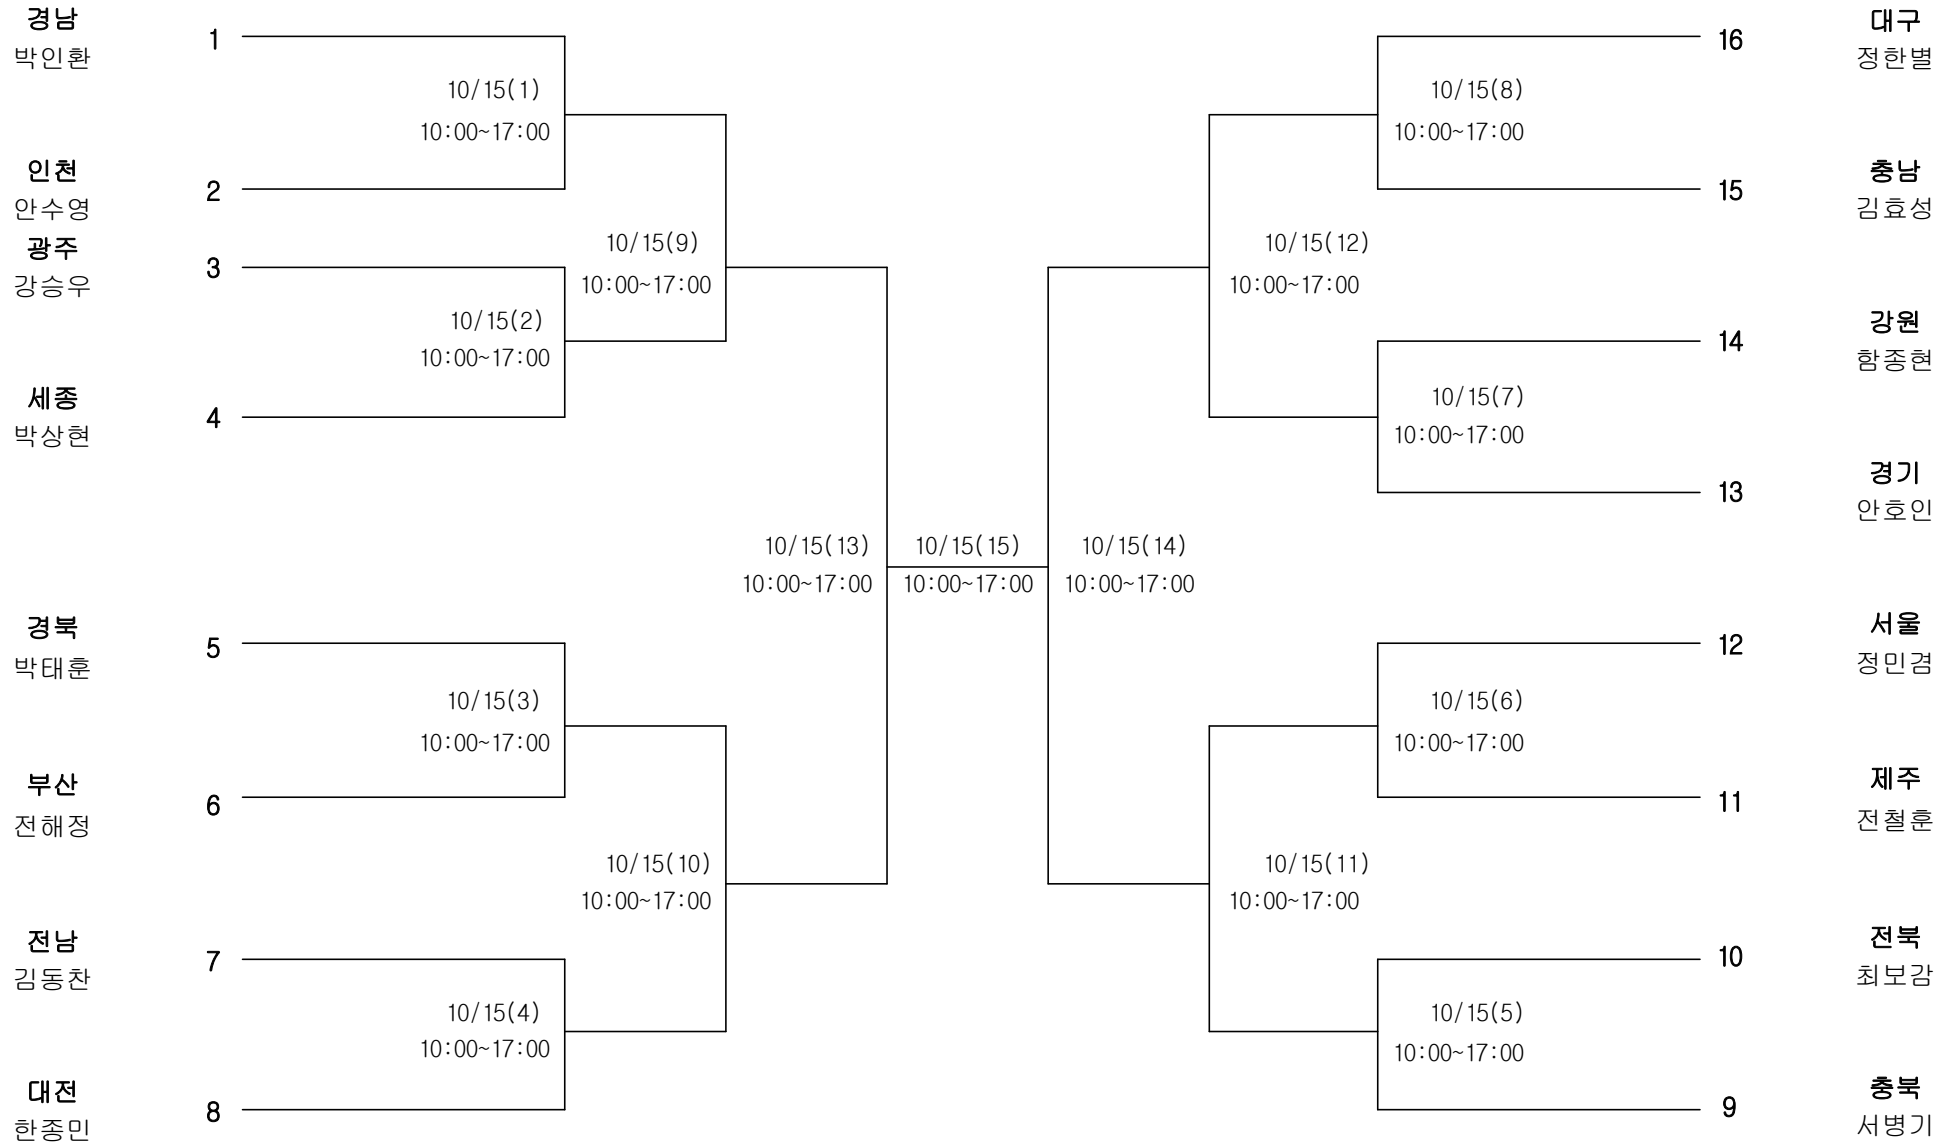 경남
박인환
1
10/15(1)
10:00~17:00
인천
안수영
2
광주
강승우
3
10/15(9)
10:00~17:00
10/15(2)
10:00~17:00
세종
박상현
4
10/15(13)
10:00~17:00
경북
박태훈
5
10/15(3)
10:00~17:00
부산
전해정
6
10/15(10)
10:00~17:00
전남
김동찬
7
10/15(4)
10:00~17:00
대전
한종민
8
10/15(15)
10:00~17:00
16
대구
정한별
10/15(8)
10:00~17:00
15
충남
김효성
10/15(12)
10:00~17:00
14
강원
함종현
10/15(7)
10:00~17:00
13
경기
안호인
10/15(14)
10:00~17:00
12
서울
정민겸
10/15(6)
10:00~17:00
11
제주
전철훈
10/15(11)
10:00~17:00
10
전북
최보감
10/15(5)
10:00~17:00
9
충북
서병기